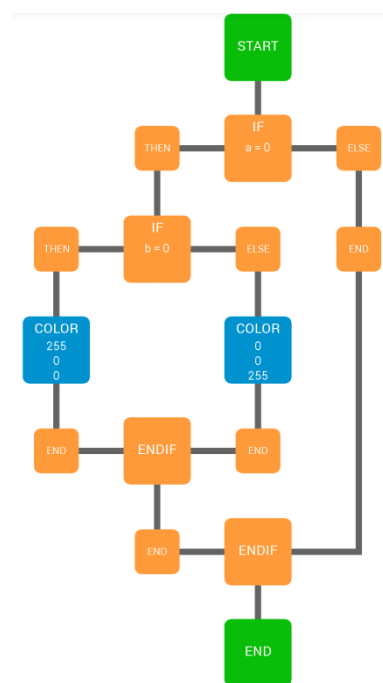 START
IF
a = 0
THEN
ELSE
IF
b = 0
THEN
ELSE
END
COLOR
255
0
0
COLOR
0
0
255
END
ENDIF
END
END
ENDIF
END